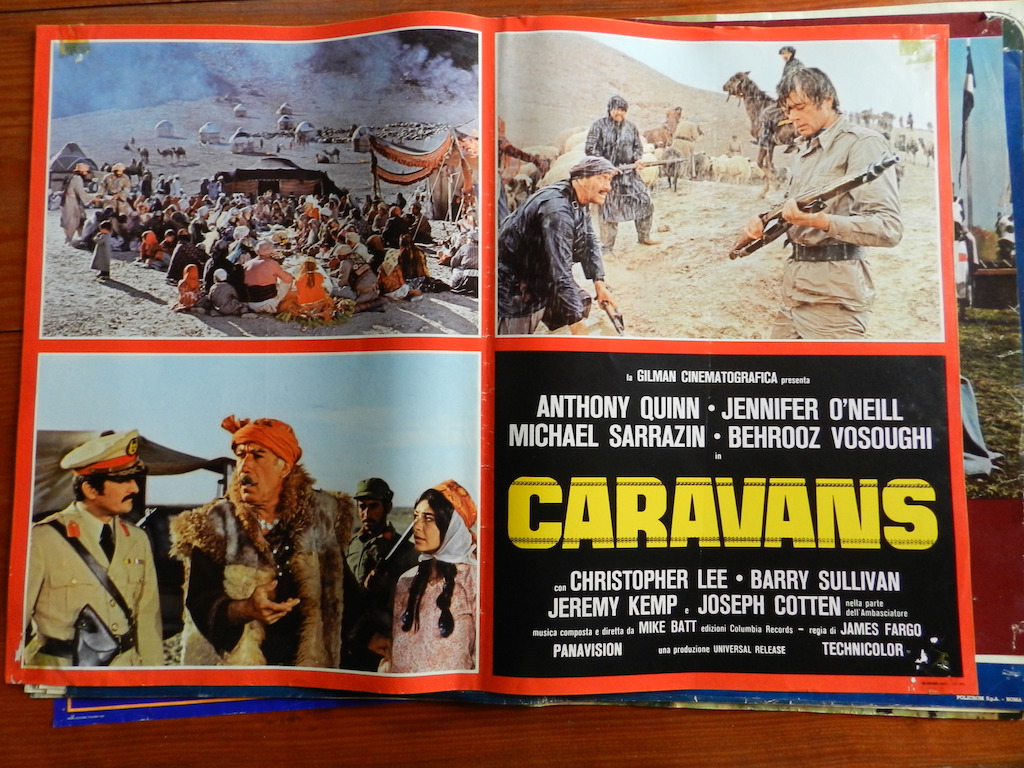 la GILMAN CINEMATOGRAFICA presenta
ANTHONY QUINN • JENNIFER O'NEILL
MICHAEL SARRAZIN • BEHROOZ VOSOUGHI
in
CARAVANS
con CHRISTOPHER LEE • BARRY SULLIVAN
JEREMY KEMP e JOSEPH COTTEN nella parte dell'Ambasciatore
musica composta e diretta da MIKE BATT edizioni Columbia Records – regia di JAMES FARGO
PANAVISION una produzione UNIVERSAL RELEASE TECHNICOLOR
POLICROM S.p.A. - ROMA